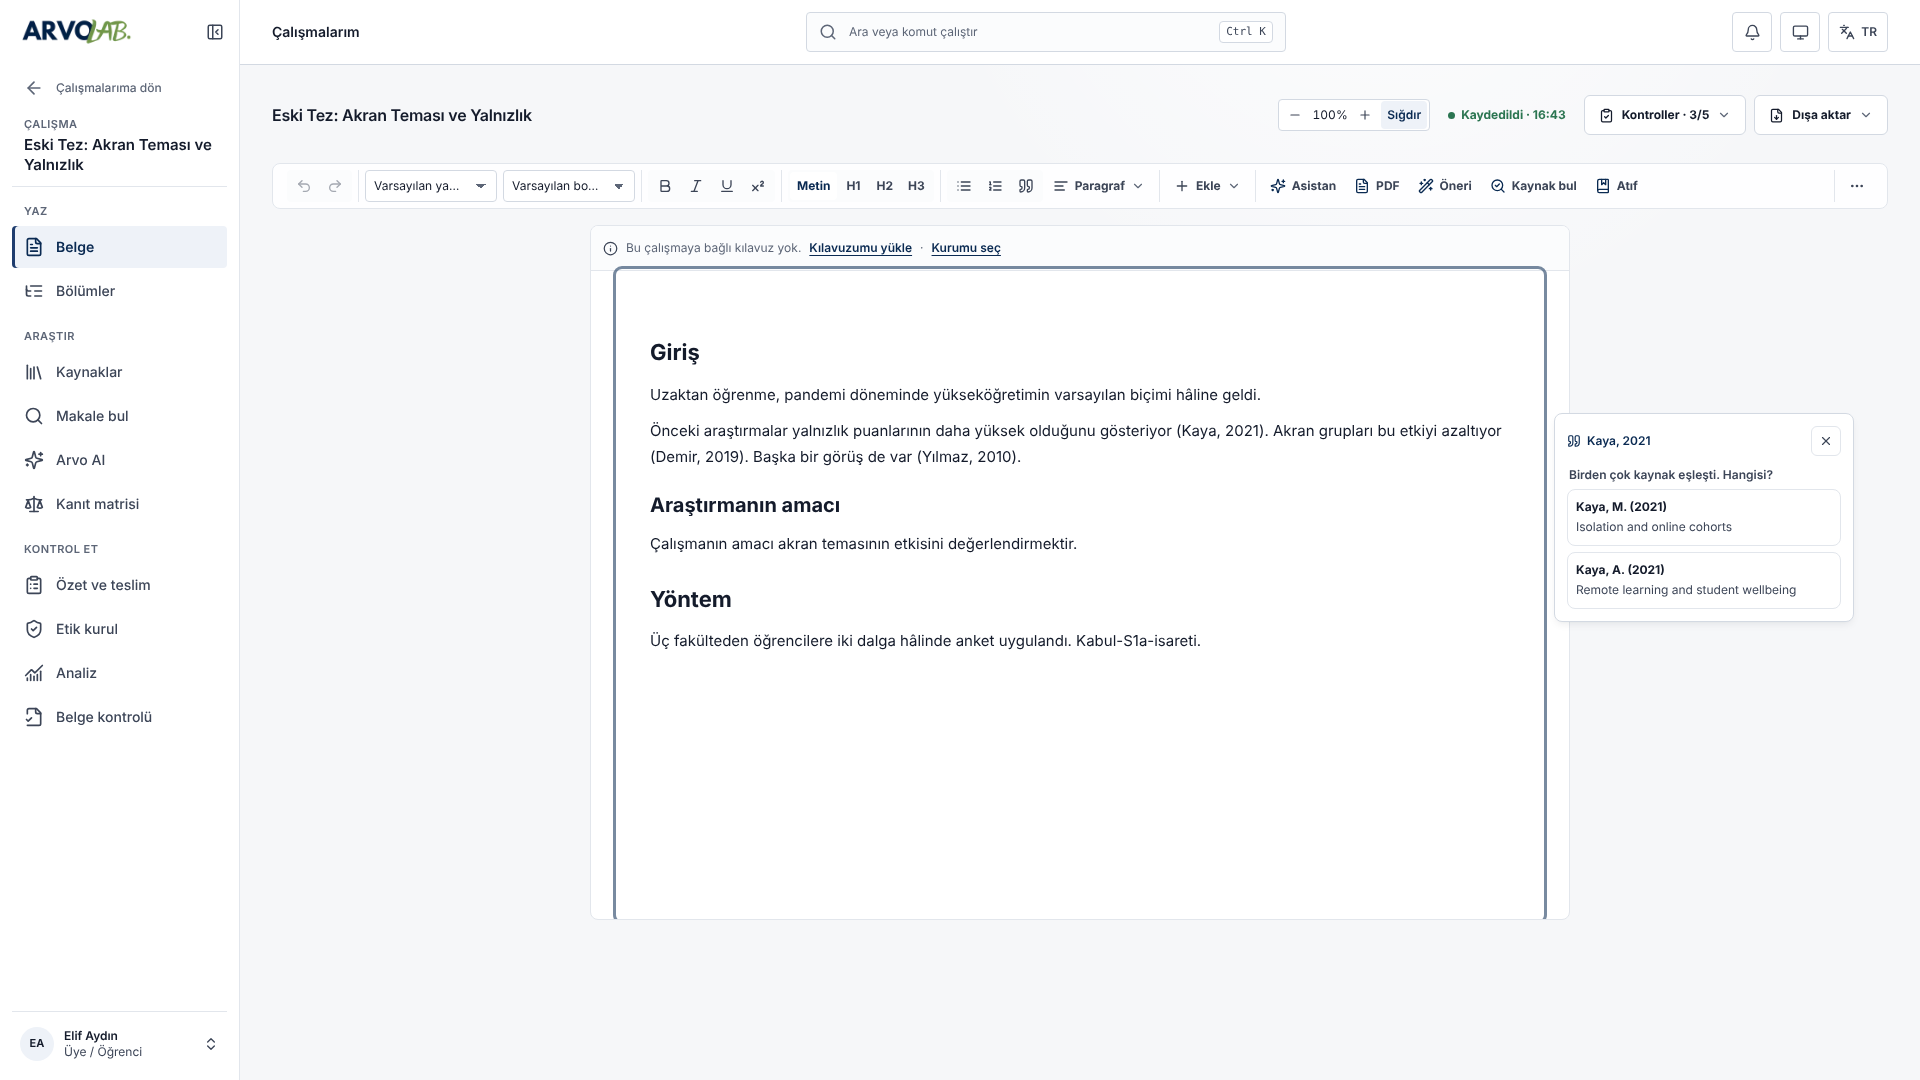 ARVOLAB.
Çalışmalarıma dön
ÇALIŞMA
Eski Tez: Akran Teması ve
Yalnızlık
YAZ
Belge
Bölümler
ARAŞTIR
Kaynaklar
Makale bul
Arvo AI
Kanıt matrisi
KONTROL ET
Özet ve teslim
Etik kurul
Analiz
Belge kontrolü
EA
Elif Aydın
Üye / Öğrenci
Çalışmalarım
Ara veya komut çalıştır
Ctrl K
TR
Eski Tez: Akran Teması ve Yalnızlık
100%
Sığdır
Kaydedildi · 16:43
Kontroller · 3/5
Dışa aktar
Varsayılan ya...
Varsayılan bo...
B I U x²
Metin H1 H2 H3
Paragraf
Ekle
Asistan
PDF
Öneri
Kaynak bul
Atıf
Bu çalışmaya bağlı kılavuz yok. Kılavuzumu yükle · Kurumu seç
Giriş
Uzaktan öğrenme, pandemi döneminde yükseköğretimin varsayılan biçimi hâline geldi.
Önceki araştırmalar yalnızlık puanlarının daha yüksek olduğunu gösteriyor (Kaya, 2021). Akran grupları bu etkiyi azaltıyor
(Demir, 2019). Başka bir görüş de var (Yılmaz, 2010).
Araştırmanın amacı
Çalışmanın amacı akran temasının etkisini değerlendirmektir.
Yöntem
Üç fakülteden öğrencilere iki dalga hâlinde anket uygulandı. Kabul-S1a-isareti.
Kaya, 2021
Birden çok kaynak eşleşti. Hangisi?
Kaya, M. (2021)
Isolation and online cohorts
Kaya, A. (2021)
Remote learning and student wellbeing